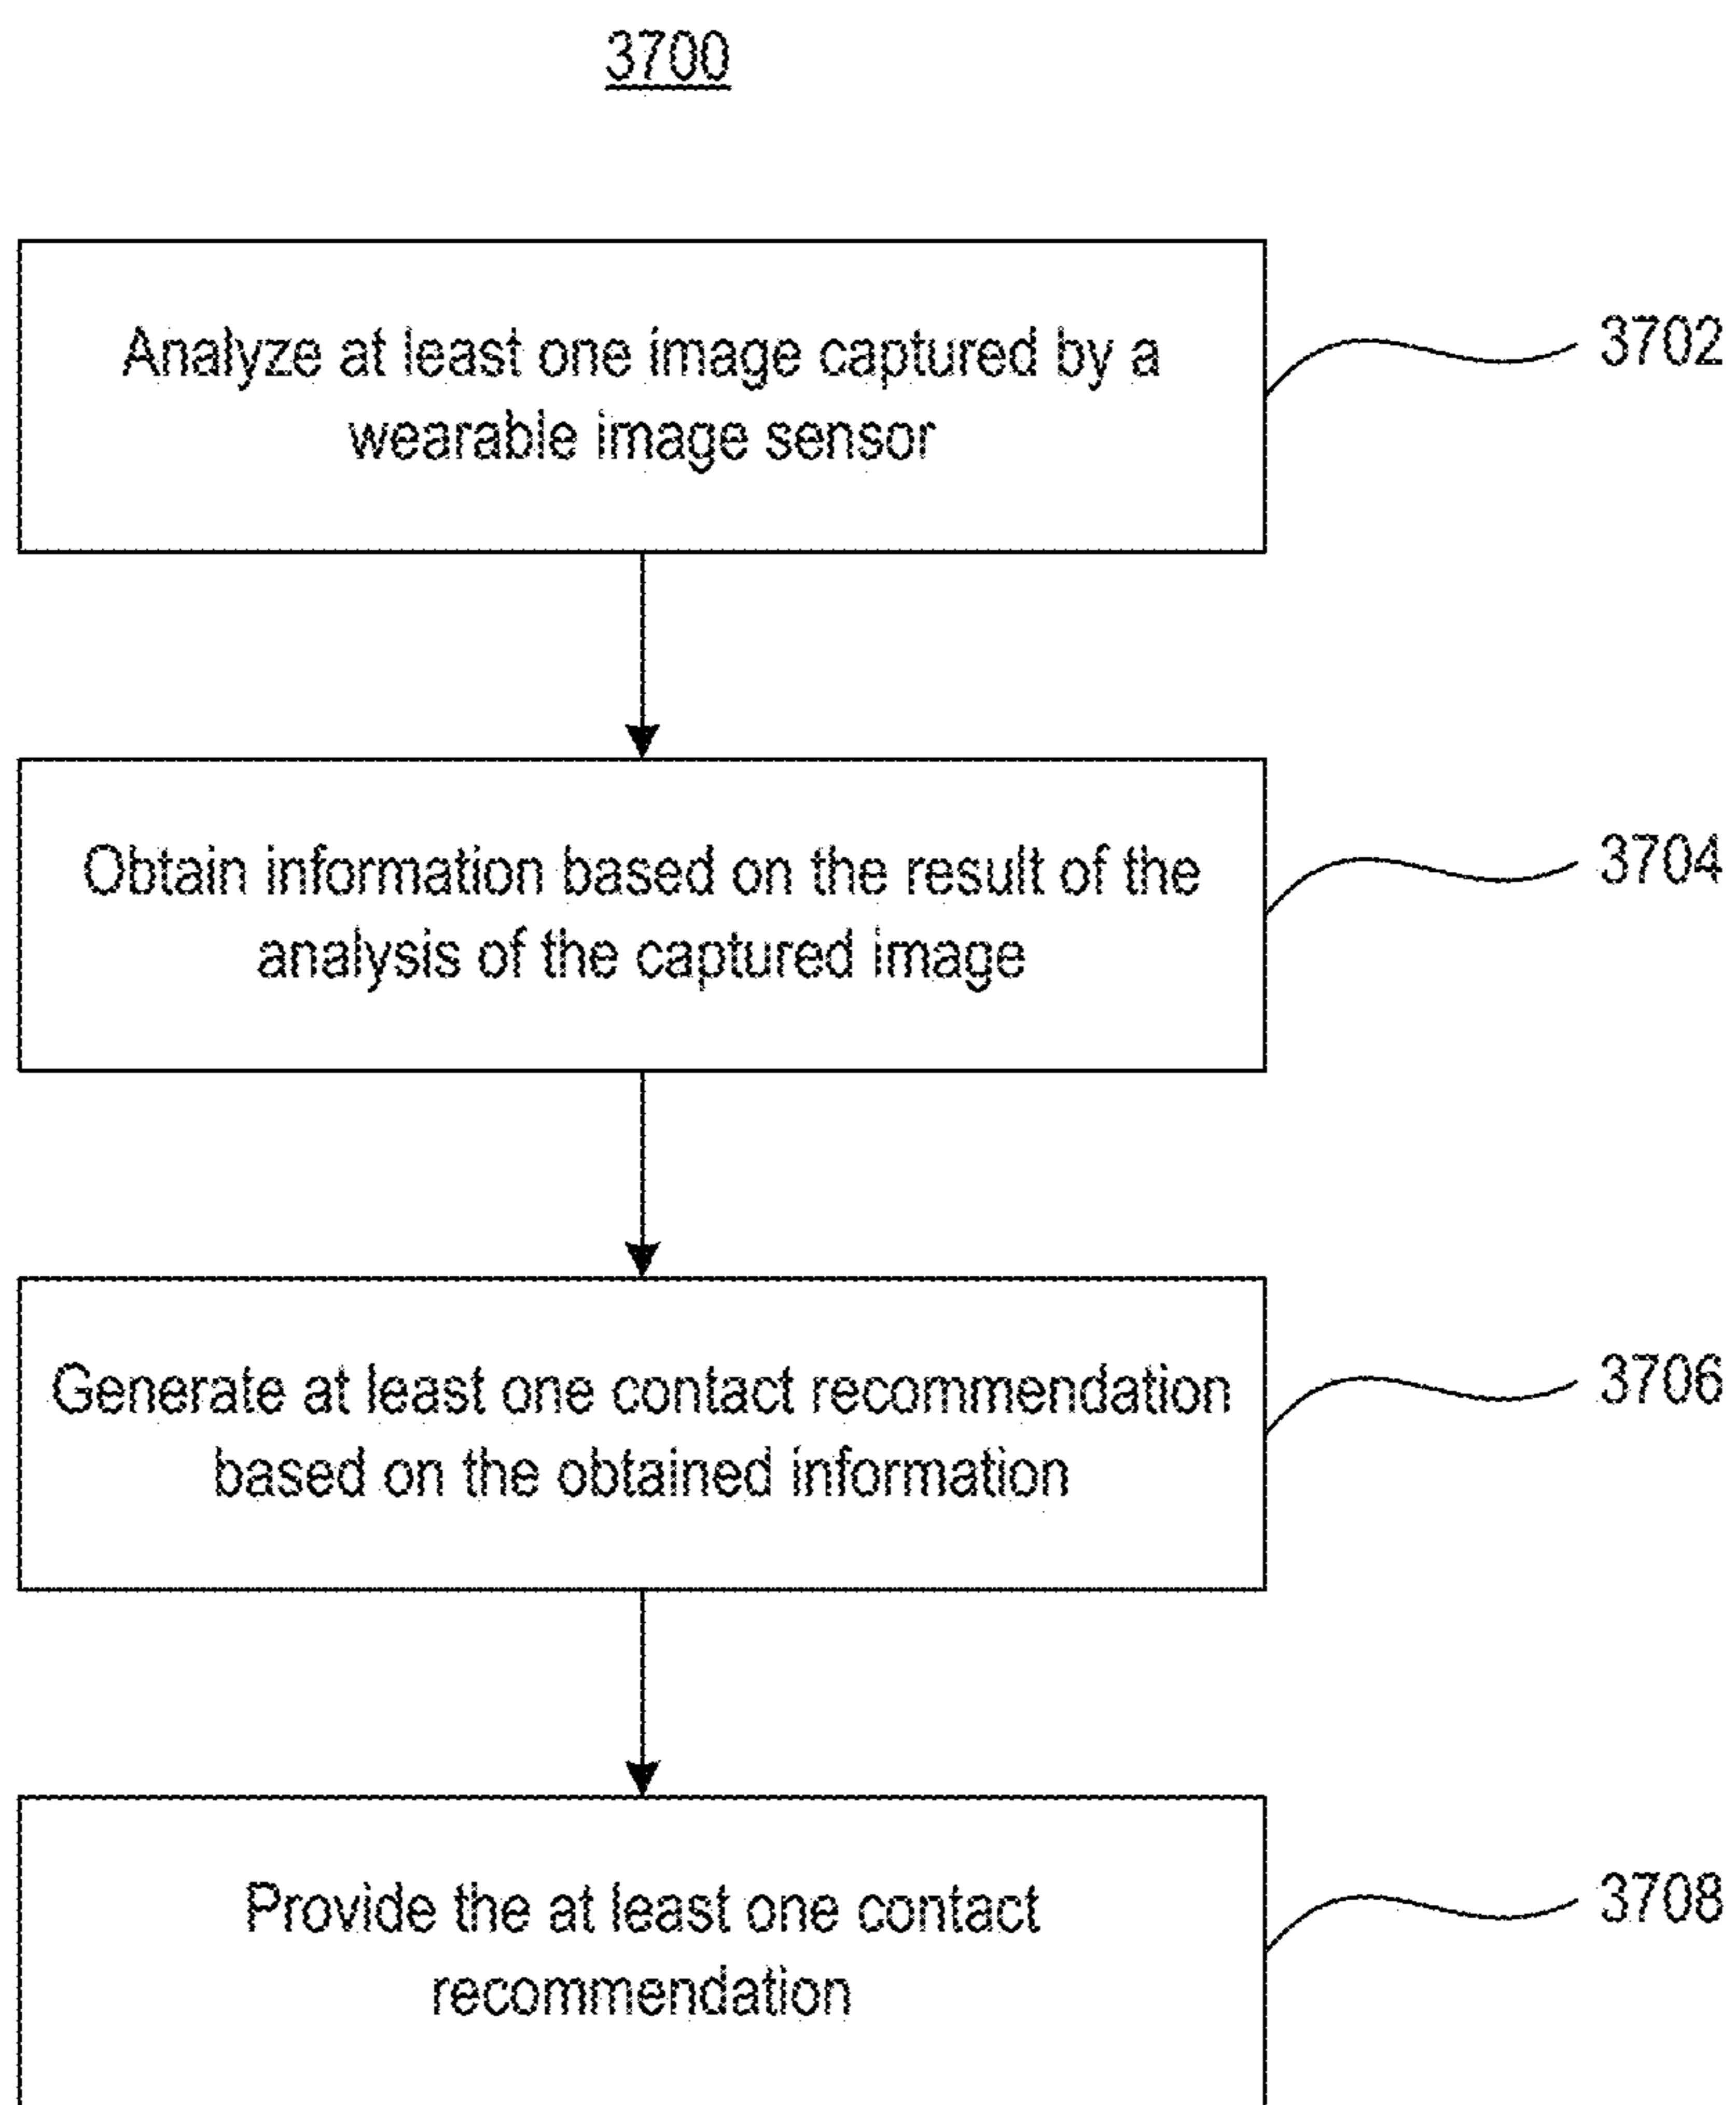 3700
Analyze at least one image captured by a
wearable image sensor
3702
Obtain information based on the result of the
analysis of the captured image
3704
Generate at least one contact recommendation
based on the obtained information
3706
Provide the at least one contact
recommendation
3708